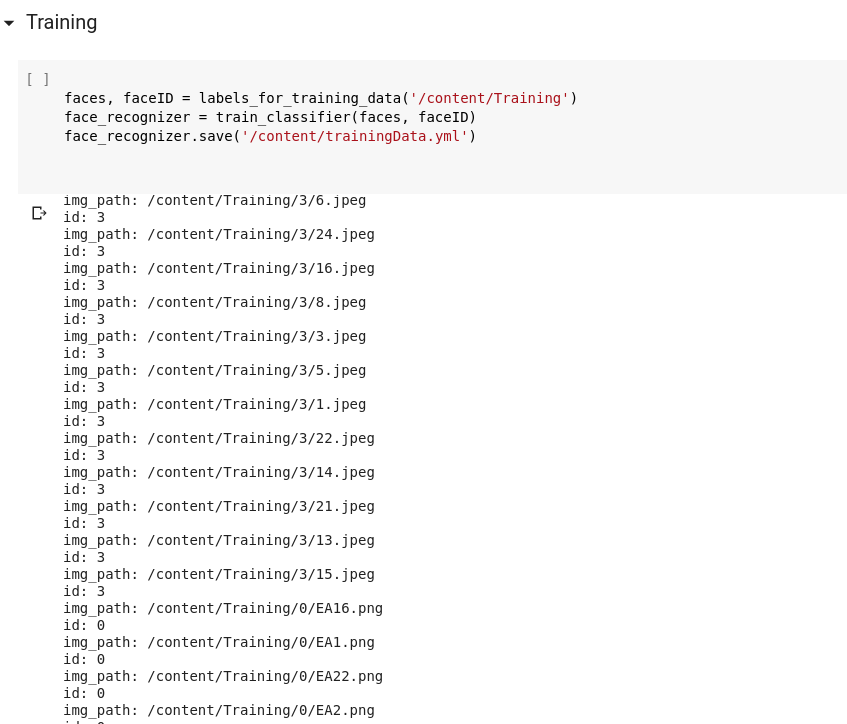 Training
[ ]
faces, faceID = labels_for_training_data('/content/Training')
face_recognizer = train_classifier(faces, faceID)
face_recognizer.save('/content/trainingData.yml')
img_path: /content/Training/3/6.jpeg
id: 3
img_path: /content/Training/3/24.jpeg
id: 3
img_path: /content/Training/3/16.jpeg
id: 3
img_path: /content/Training/3/8.jpeg
id: 3
img_path: /content/Training/3/3.jpeg
id: 3
img_path: /content/Training/3/5.jpeg
id: 3
img_path: /content/Training/3/1.jpeg
id: 3
img_path: /content/Training/3/22.jpeg
id: 3
img_path: /content/Training/3/14.jpeg
id: 3
img_path: /content/Training/3/21.jpeg
id: 3
img_path: /content/Training/3/13.jpeg
id: 3
img_path: /content/Training/3/15.jpeg
id: 3
img_path: /content/Training/0/EA16.png
id: 0
img_path: /content/Training/0/EA1.png
id: 0
img_path: /content/Training/0/EA22.png
id: 0
img_path: /content/Training/0/EA2.png